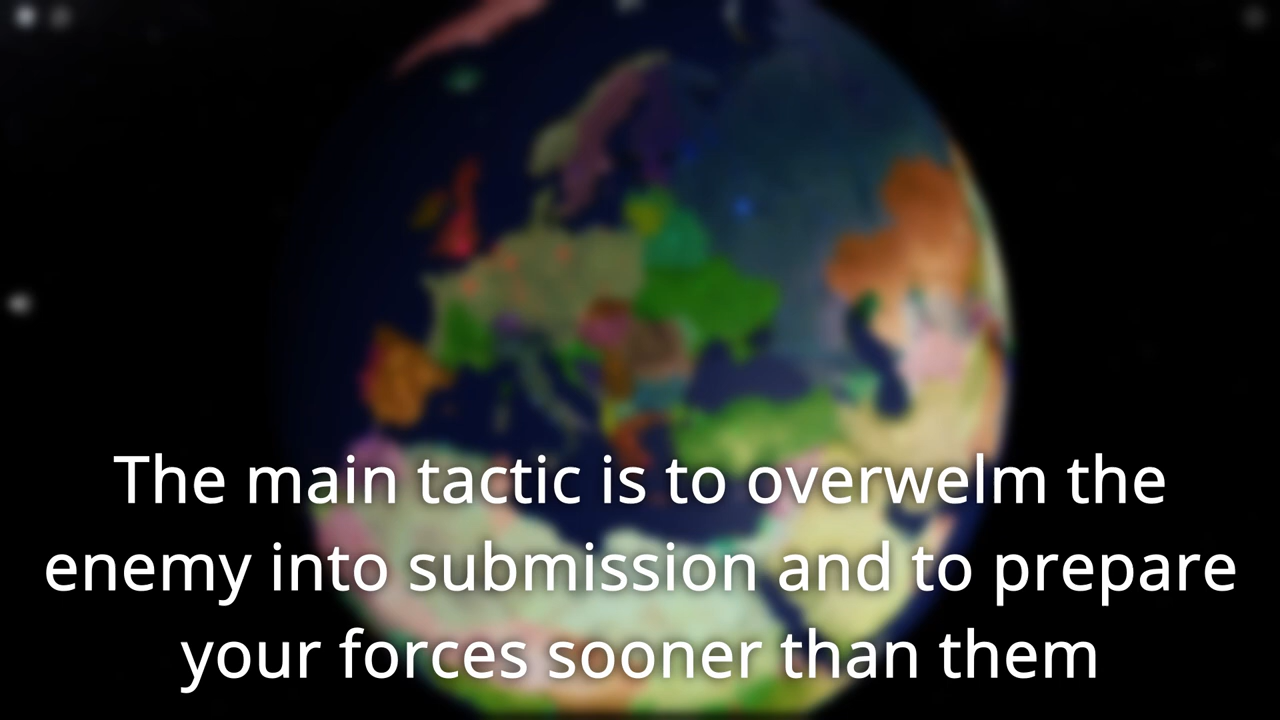 The main tactic is to overwelm the
enemy into submission and to prepare
your forces sooner than them